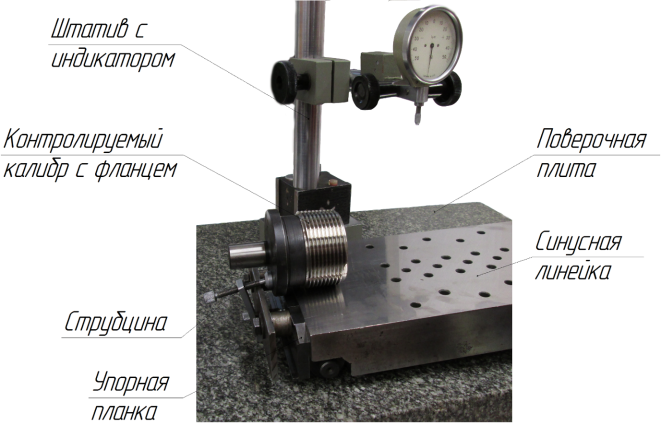 Штатив с
индикатором
Контролируемый
калибр с фланцем
Поверочная
плита
Синусная
линейка
Струбцина
Упорная
планка